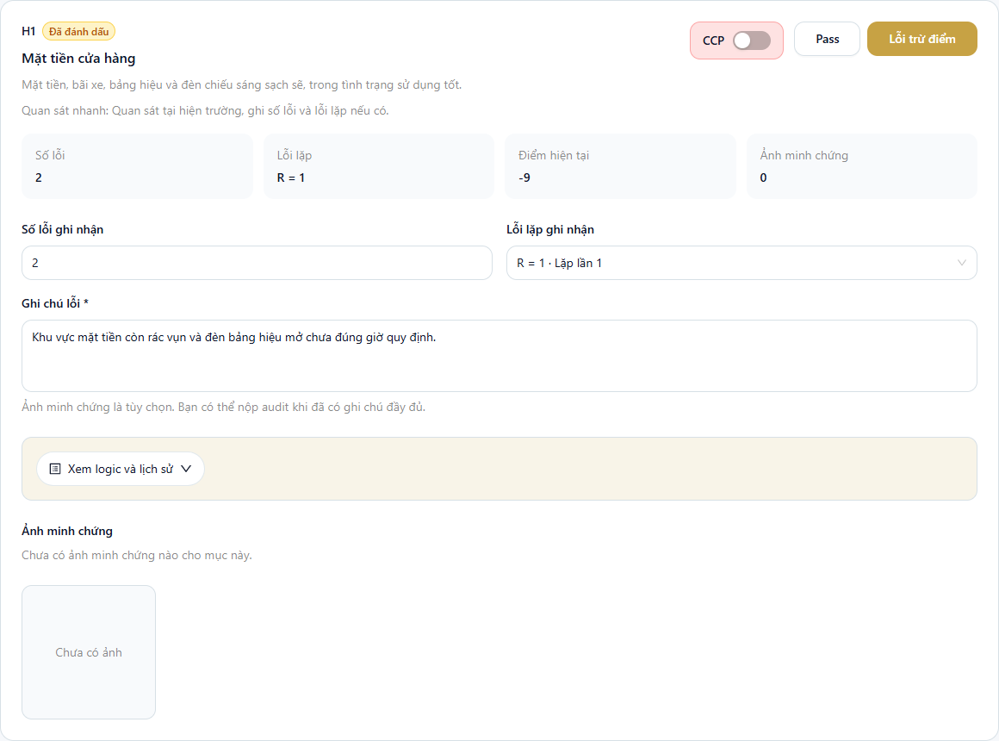 H1 Đã đánh dấu
CCP Pass Lỗi trừ điểm
Mặt tiền cửa hàng
Mặt tiền, bãi xe, bảng hiệu và đèn chiếu sáng sạch sẽ, trong tình trạng sử dụng tốt.
Quan sát nhanh: Quan sát tại hiện trường, ghi số lỗi và lỗi lặp nếu có.
Số lỗi
2
Lỗi lặp
R = 1
Điểm hiện tại
-9
Ảnh minh chứng
0
Số lỗi ghi nhận
2
Lỗi lặp ghi nhận
R = 1 · Lặp lần 1
Ghi chú lỗi *
Khu vực mặt tiền còn rác vụn và đèn bảng hiệu mở chưa đúng giờ quy định.
Ảnh minh chứng là tùy chọn. Bạn có thể nộp audit khi đã có ghi chú đầy đủ.
Xem logic và lịch sử
Ảnh minh chứng
Chưa có ảnh minh chứng nào cho mục này.
Chưa có ảnh